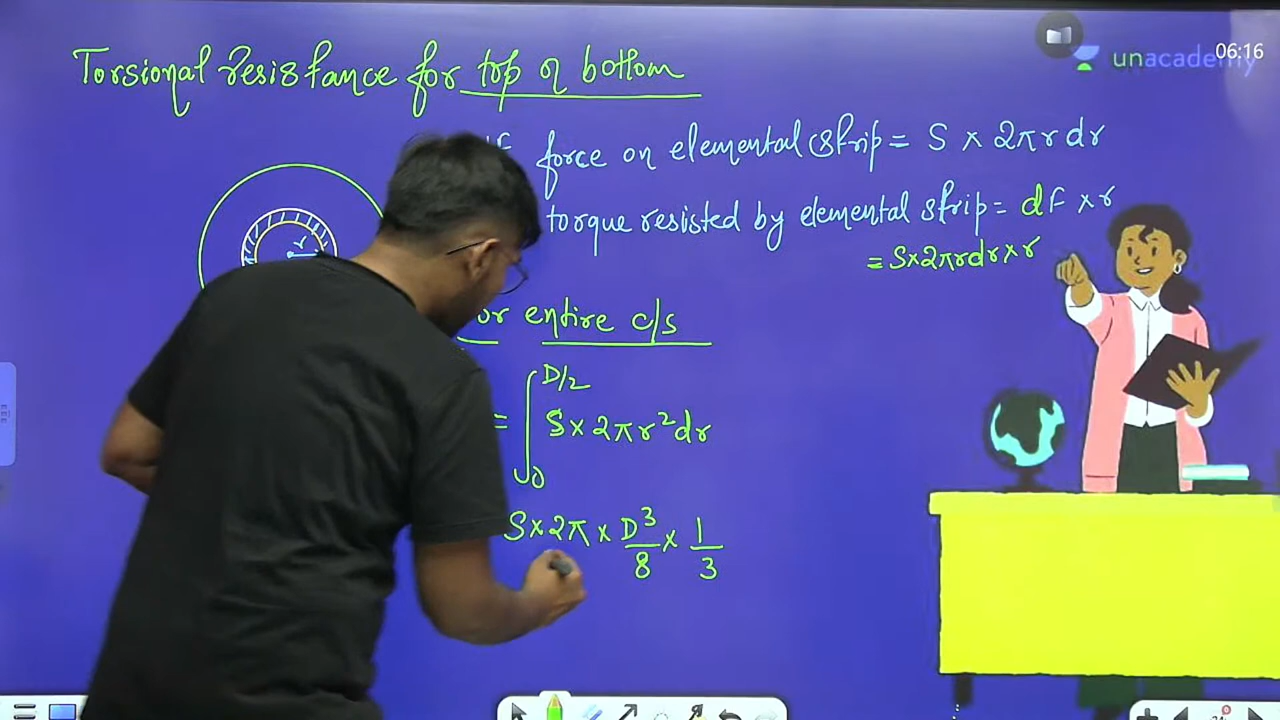 Torsional resistance for top or bottom
unacademy
06:16
force on elemental strip = S × 2πr dr
r
torque resisted by elemental strip = dF × r
= S×2πrdr×r
entire c/s
= ∫₀^{D/2} S× 2πr²dr
S×2π × D³/8 × 1/3